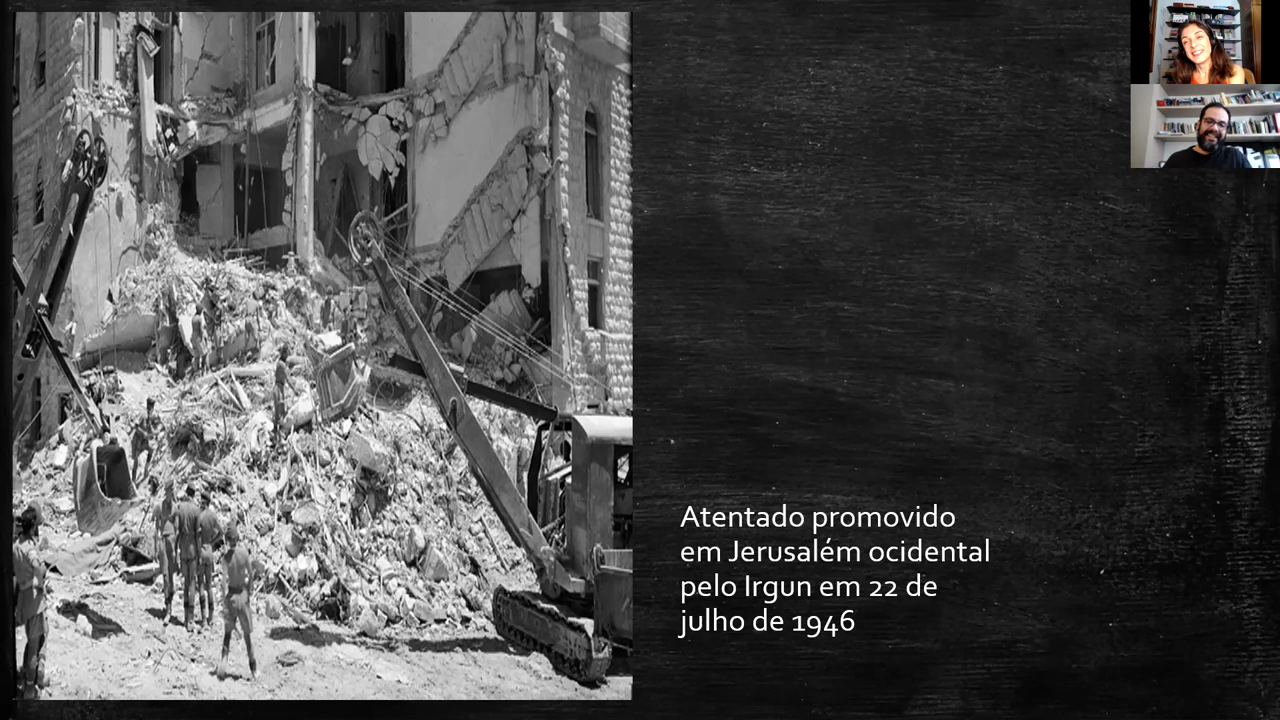 Atentado promovido
em Jerusalém ocidental
pelo Irgun em 22 de
julho de 1946